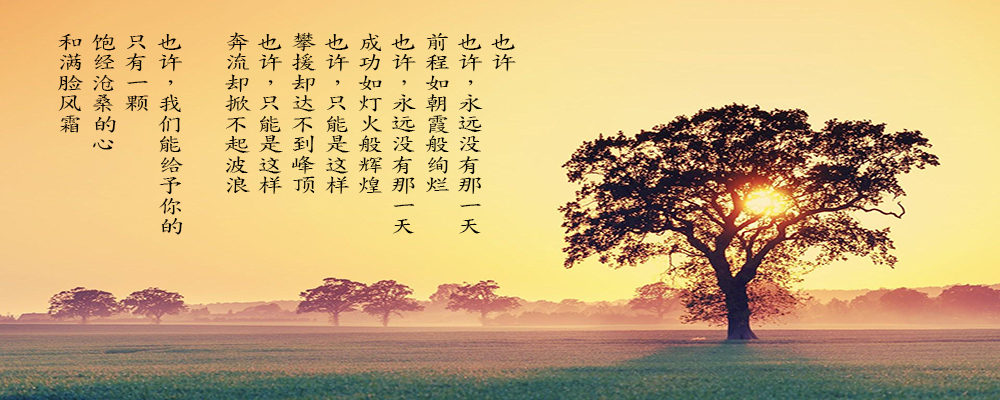 也许
也许，永远没有那一天
前程如朝霞般绚烂
也许，永远没有那一天
成功如灯火般辉煌
也许，只能是这样
攀援却达不到峰顶
也许，只能是这样
奔流却掀不起波浪
也许，我们能给予你的
只有一颗
饱经沧桑的心
和满脸风霜